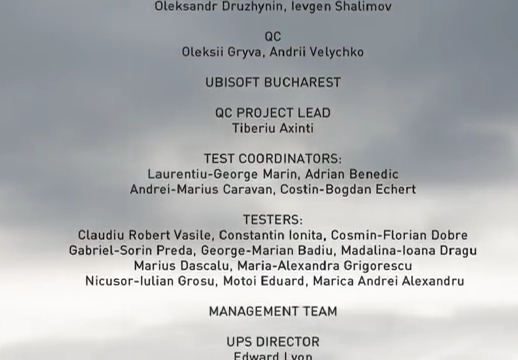 Oleksandr Druzhynin, Ievgen Shalimov
QC
Oleksii Gryva, Andrii Velychko
UBISOFT BUCHAREST
QC PROJECT LEAD
Tiberiu Axinti
TEST COORDINATORS:
Laurentiu-George Marin, Adrian Benedic
Andrei-Marius Caravan, Costin-Bogdan Echert
TESTERS:
Claudiu Robert Vasile, Constantin Ionita, Cosmin-Florian Dobre
Gabriel-Sorin Preda, George-Marian Badiu, Madalina-Ioana Dragu
Marius Dascalu, Maria-Alexandra Grigorescu
Nicusor-Iulian Grosu, Motoi Eduard, Marica Andrei Alexandru
MANAGEMENT TEAM
UPS DIRECTOR
Edward Lyon